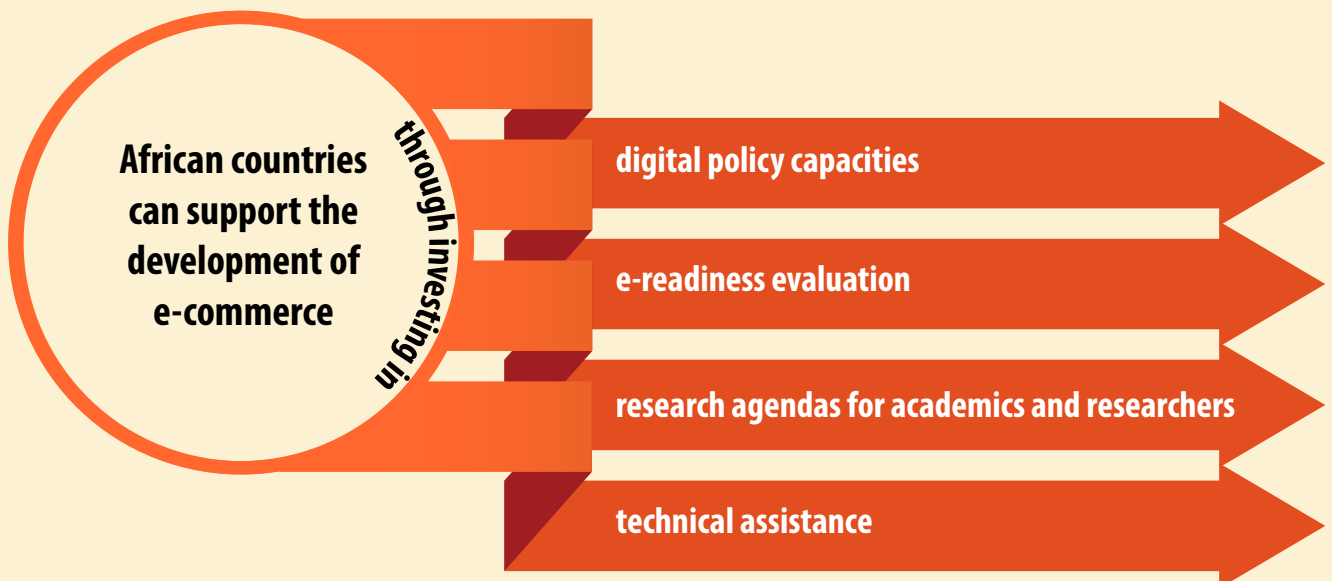 African countries
can support the
development of
e-commerce
through investing in
digital policy capacities
e-readiness evaluation
research agendas for academics and researchers
technical assistance